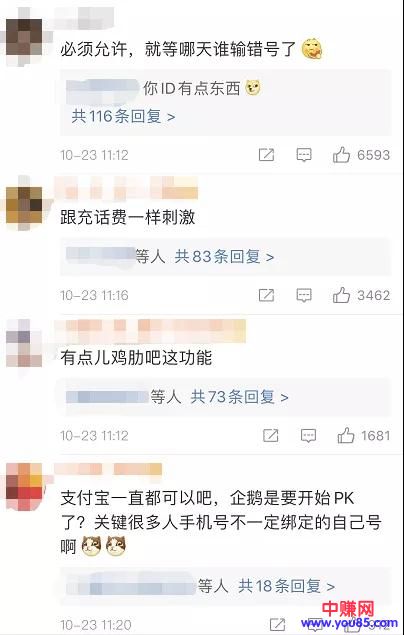 必须允许，就等哪天谁输错号了
你ID有点东西
共116条回复 >
10-23 11:12
6593
跟充话费一样刺激
等人 共83条回复 >
10-23 11:16
3462
有点儿鸡肋吧这功能
等人 共73条回复 >
10-23 11:12
1681
支付宝一直都可以吧，企鹅是要开始PK
了？关键很多人手机号不一定绑定的自己号
啊
等人 共18条回复 >
中赚网
10-23 11:20
www.you85.com